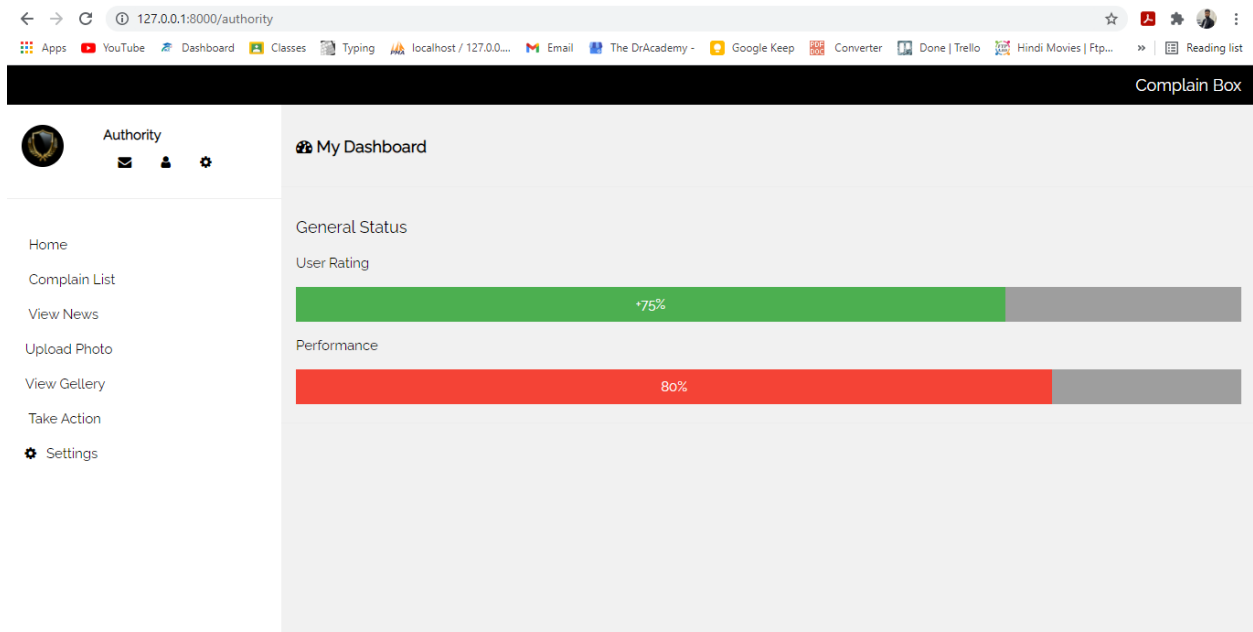 127.0.0.1:8000/authority
Apps YouTube Dashboard Classes Typing localhost / 127.0.0.... Email The DrAcademy - Google Keep PDF DOC Converter Done | Trello Hindi Movies | Ftp... » Reading list
Complain Box
Authority
My Dashboard
General Status
User Rating
+75%
Performance
80%
Home
Complain List
View News
Upload Photo
View Gellery
Take Action
Settings